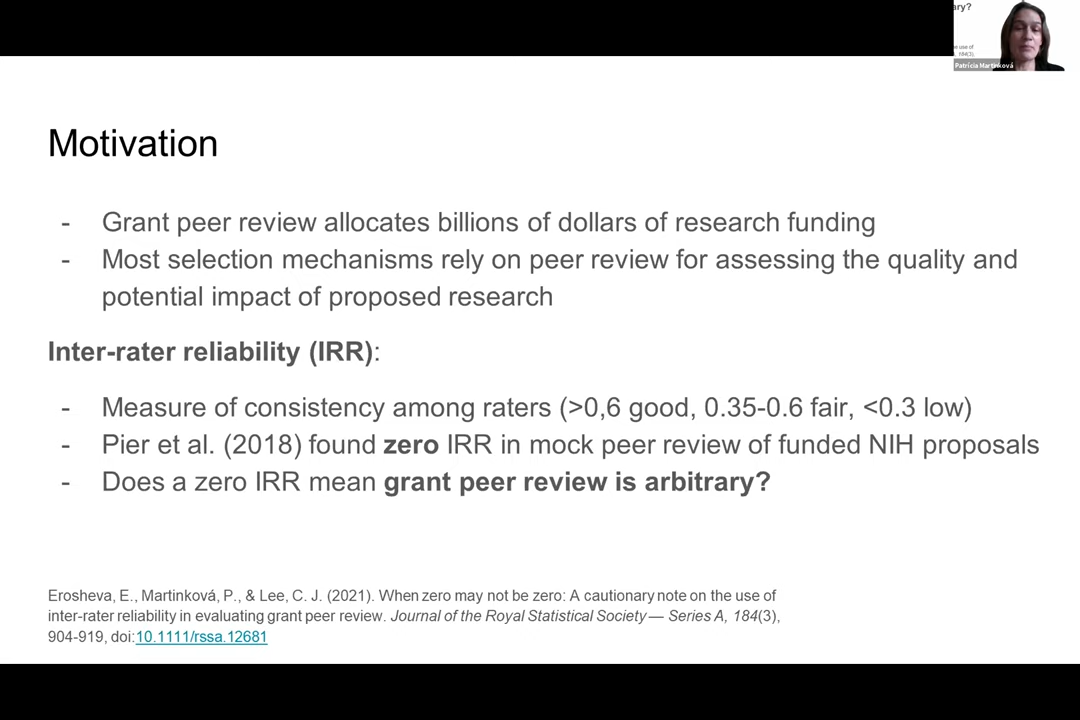 ary?
e use of
Patrícia Martinková
Motivation
- Grant peer review allocates billions of dollars of research funding
- Most selection mechanisms rely on peer review for assessing the quality and
potential impact of proposed research
Inter-rater reliability (IRR):
- Measure of consistency among raters (>0,6 good, 0.35-0.6 fair, <0.3 low)
- Pier et al. (2018) found zero IRR in mock peer review of funded NIH proposals
- Does a zero IRR mean grant peer review is arbitrary?
Erosheva, E., Martinková, P., & Lee, C. J. (2021). When zero may not be zero: A cautionary note on the use of
inter-rater reliability in evaluating grant peer review. Journal of the Royal Statistical Society— Series A, 184(3),
904-919, doi:10.1111/rssa.12681